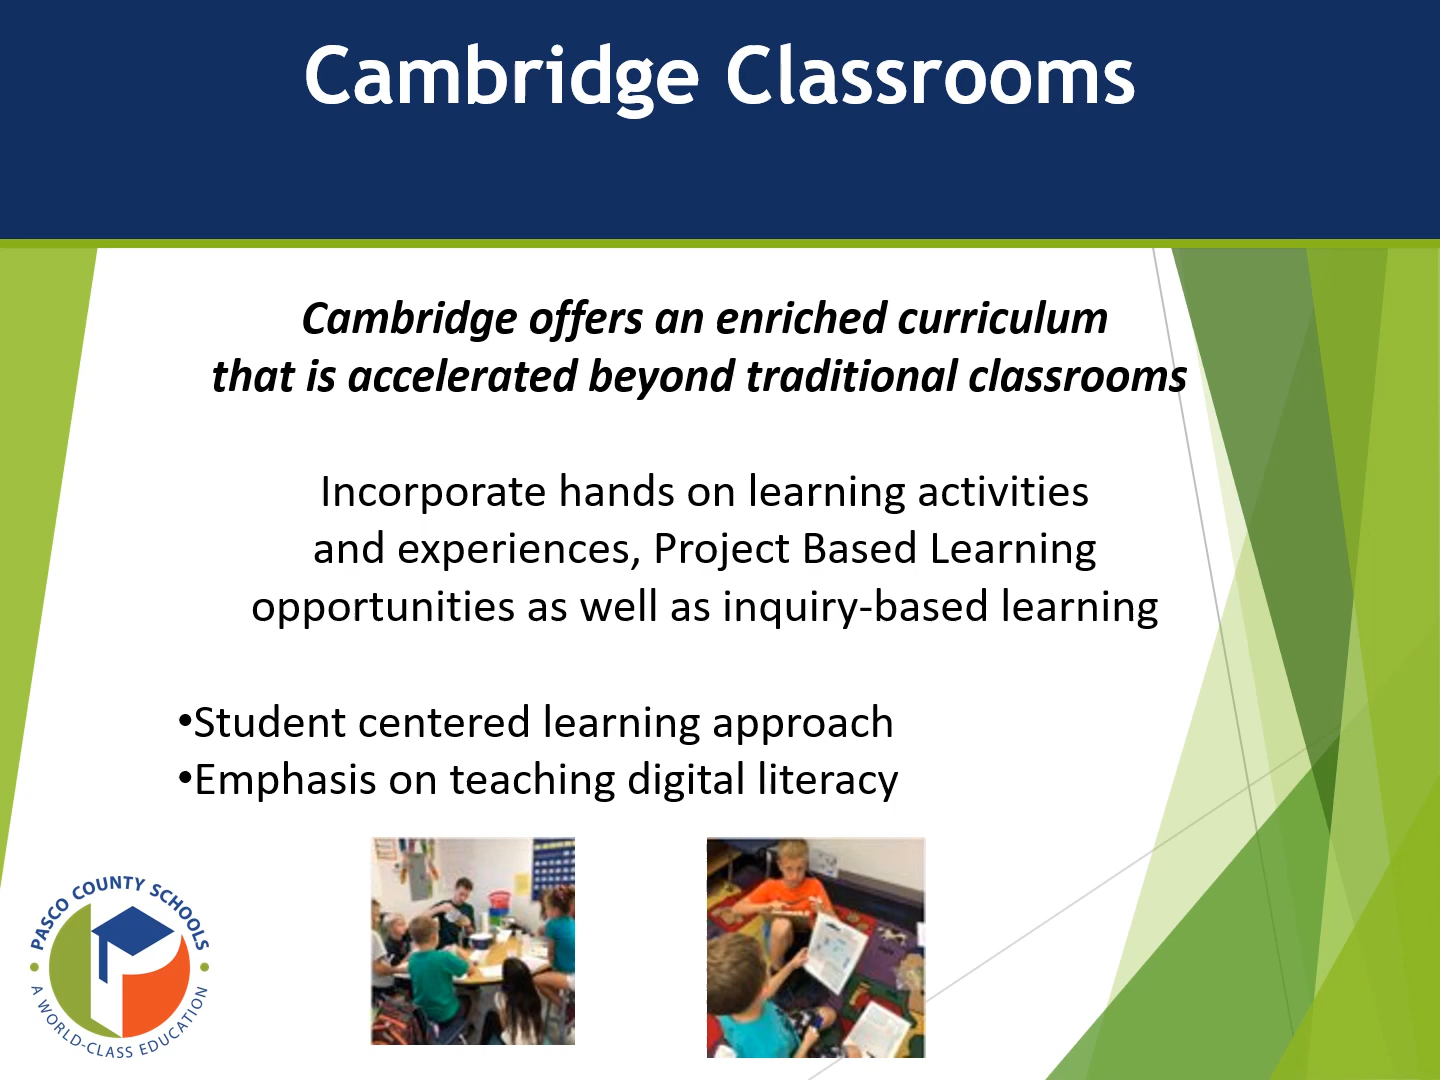 Cambridge Classrooms
Cambridge offers an enriched curriculum
that is accelerated beyond traditional classrooms
Incorporate hands on learning activities
and experiences, Project Based Learning
opportunities as well as inquiry-based learning
•Student centered learning approach
•Emphasis on teaching digital literacy
PASCO COUNTY SCHOOLS
A WORLD-CLASS EDUCATION